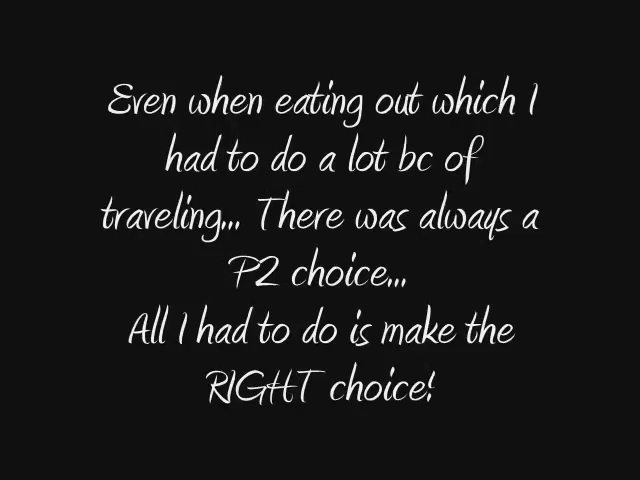 Even when eating out which I
had to do a lot bc of
traveling... There was always a
P2 choice...
All I had to do is make the
RIGHT choice!